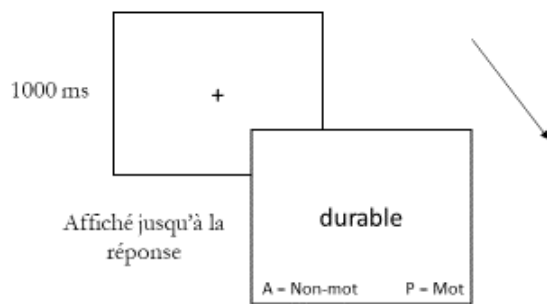 1000 ms
+
durable
Affiché jusqu'à la
réponse
A = Non-mot P = Mot